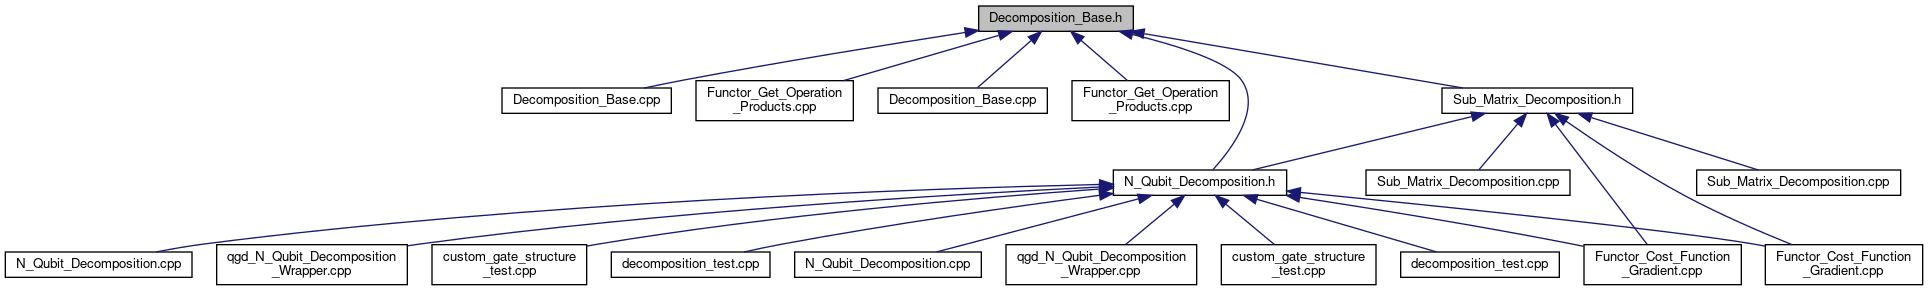 Decomposition_Base.h
Decomposition_Base.cpp
Functor_Get_Operation
_Products.cpp
Decomposition_Base.cpp
Functor_Get_Operation
_Products.cpp
Sub_Matrix_Decomposition.h
N_Qubit_Decomposition.h
Sub_Matrix_Decomposition.cpp
Sub_Matrix_Decomposition.cpp
N_Qubit_Decomposition.cpp
qgd_N_Qubit_Decomposition
_Wrapper.cpp
custom_gate_structure
_test.cpp
decomposition_test.cpp
N_Qubit_Decomposition.cpp
qgd_N_Qubit_Decomposition
_Wrapper.cpp
custom_gate_structure
_test.cpp
decomposition_test.cpp
Functor_Cost_Function
_Gradient.cpp
Functor_Cost_Function
_Gradient.cpp